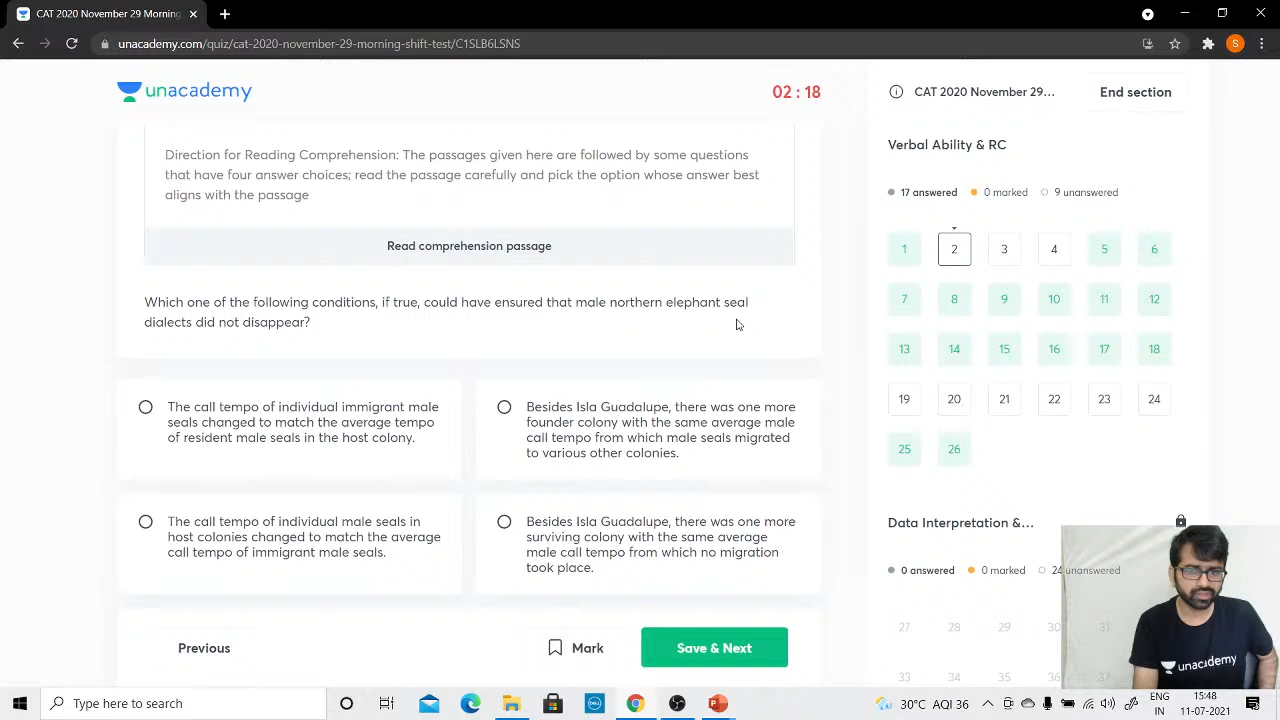 CAT 2020 November 29 Morning
unacademy.com/quiz/cat-2020-november-29-morning-shift-test/C1SLB6LSNS
S
unacademy
02 : 18
CAT 2020 November 29...
End section
Direction for Reading Comprehension: The passages given here are followed by some questions
that have four answer choices; read the passage carefully and pick the option whose answer best
aligns with the passage
Read comprehension passage
Which one of the following conditions, if true, could have ensured that male northern elephant seal
dialects did not disappear?
The call tempo of individual immigrant male
seals changed to match the average tempo
of resident male seals in the host colony.
Besides Isla Guadalupe, there was one more
founder colony with the same average male
call tempo from which male seals migrated
to various other colonies.
The call tempo of individual male seals in
host colonies changed to match the average
call tempo of immigrant male seals.
Besides Isla Guadalupe, there was one more
surviving colony with the same average
male call tempo from which no migration
took place.
Previous
Mark
Save & Next
Verbal Ability & RC
17 answered 0 marked 9 unanswered
1 2 3 4 5 6
7 8 9 10 11 12
13 14 15 16 17 18
19 20 21 22 23 24
25 26
Data Interpretation &...
0 answered 0 marked 24 unanswered
27 28 29 30 31
33 34 35 36 37
unacademy
Type here to search
DELL
30°C AQI 36
ENG
IN
15:48
11-07-2021